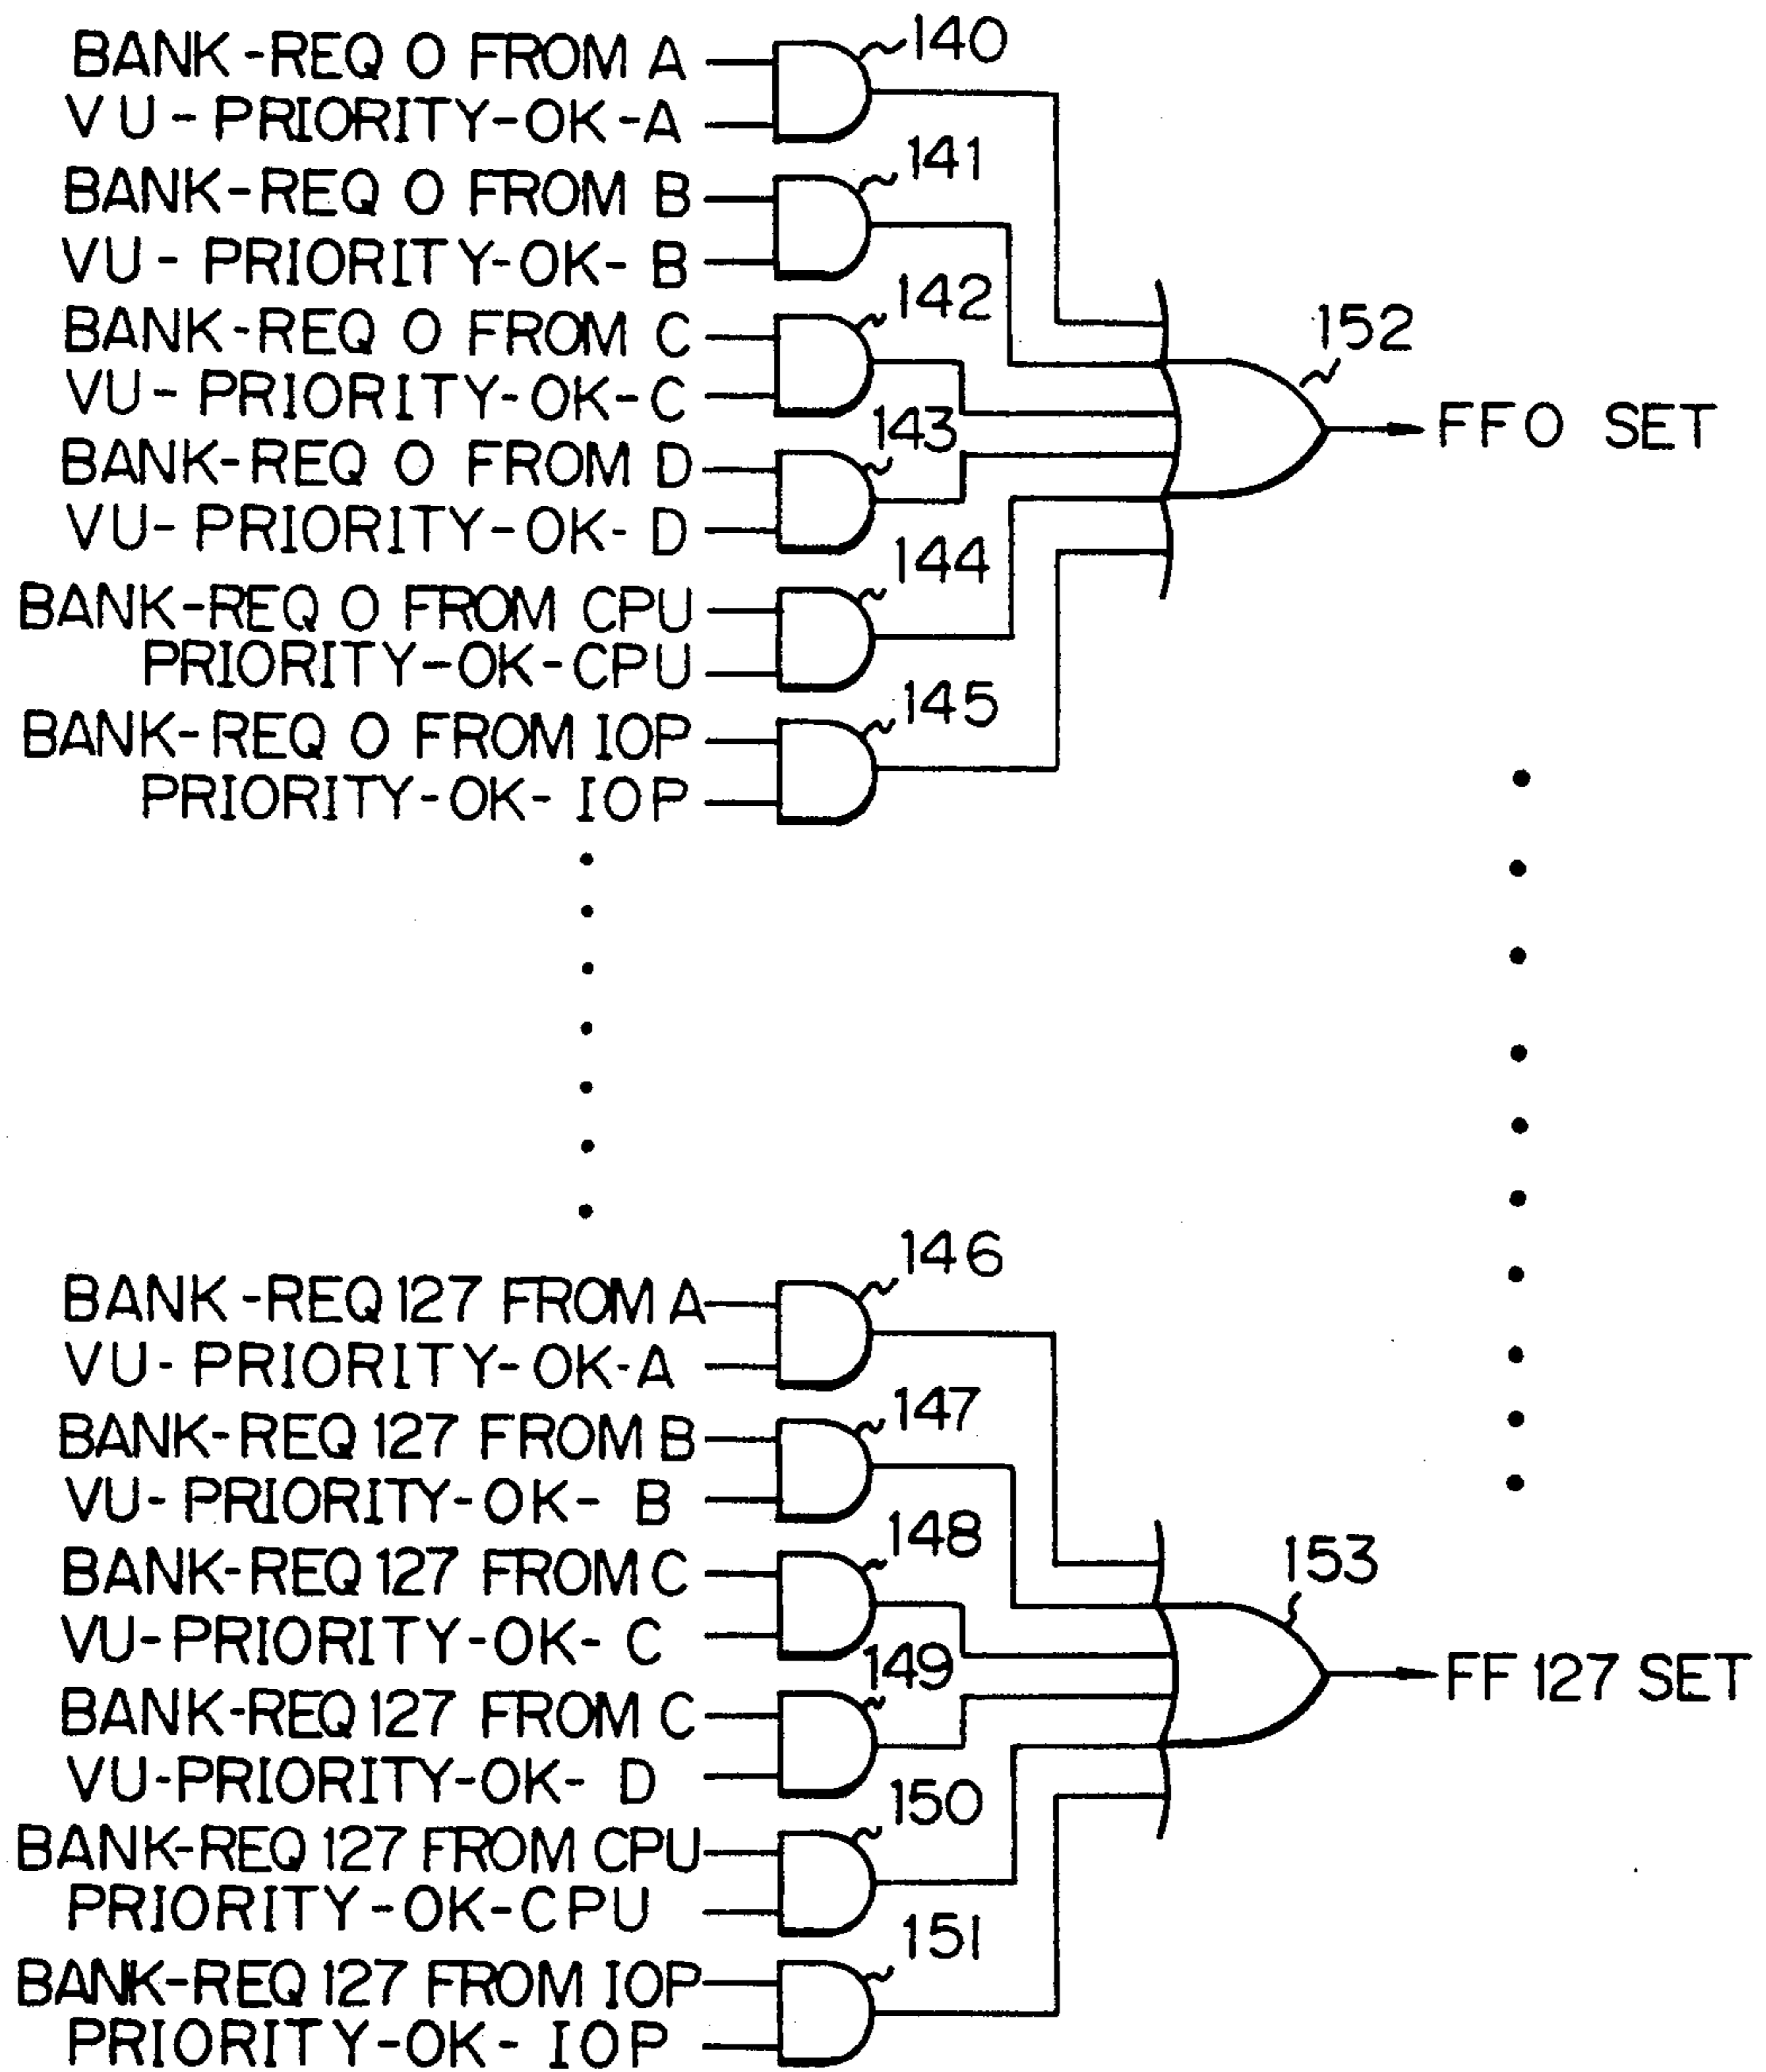 BANK-REQ 0 FROM A
140
VU-PRIORITY-OK-A
141
BANK-REQ 0 FROM B
VU-PRIORITY-OK-B
142
BANK-REQ 0 FROM C
152
VU-PRIORITY-OK-C
143
FF0 SET
BANK-REQ 0 FROM D
VU-PRIORITY-OK-D
144
BANK-REQ 0 FROM CPU
PRIORITY-OK-CPU
145
BANK-REQ 0 FROM IOP
PRIORITY-OK-IOP
146
BANK-REQ 127 FROM A
VU-PRIORITY-OK-A
147
BANK-REQ 127 FROM B
VU-PRIORITY-OK-B
148
BANK-REQ 127 FROM C
153
VU-PRIORITY-OK-C
149
FF 127 SET
BANK-REQ 127 FROM C
VU-PRIORITY-OK-D
150
BANK-REQ 127 FROM CPU
PRIORITY-OK-CPU
151
BANK-REQ 127 FROM IOP
PRIORITY-OK-IOP